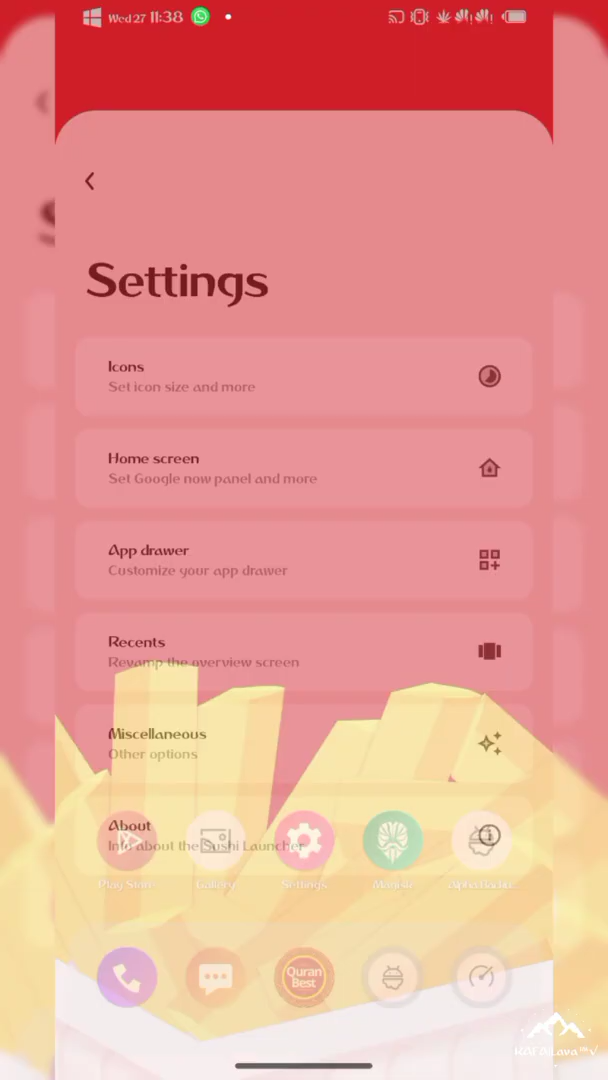 Wed 27 11:38
Settings
Icons
Set icon size and more
Home screen
Set Google now panel and more
App drawer
Customize your app drawer
Recents
Revamp the overview screen
Miscellaneous
Other options
About
Info about the Sushi Launcher
Play Store
Gallery
Settings
Magisk
Quran
Best